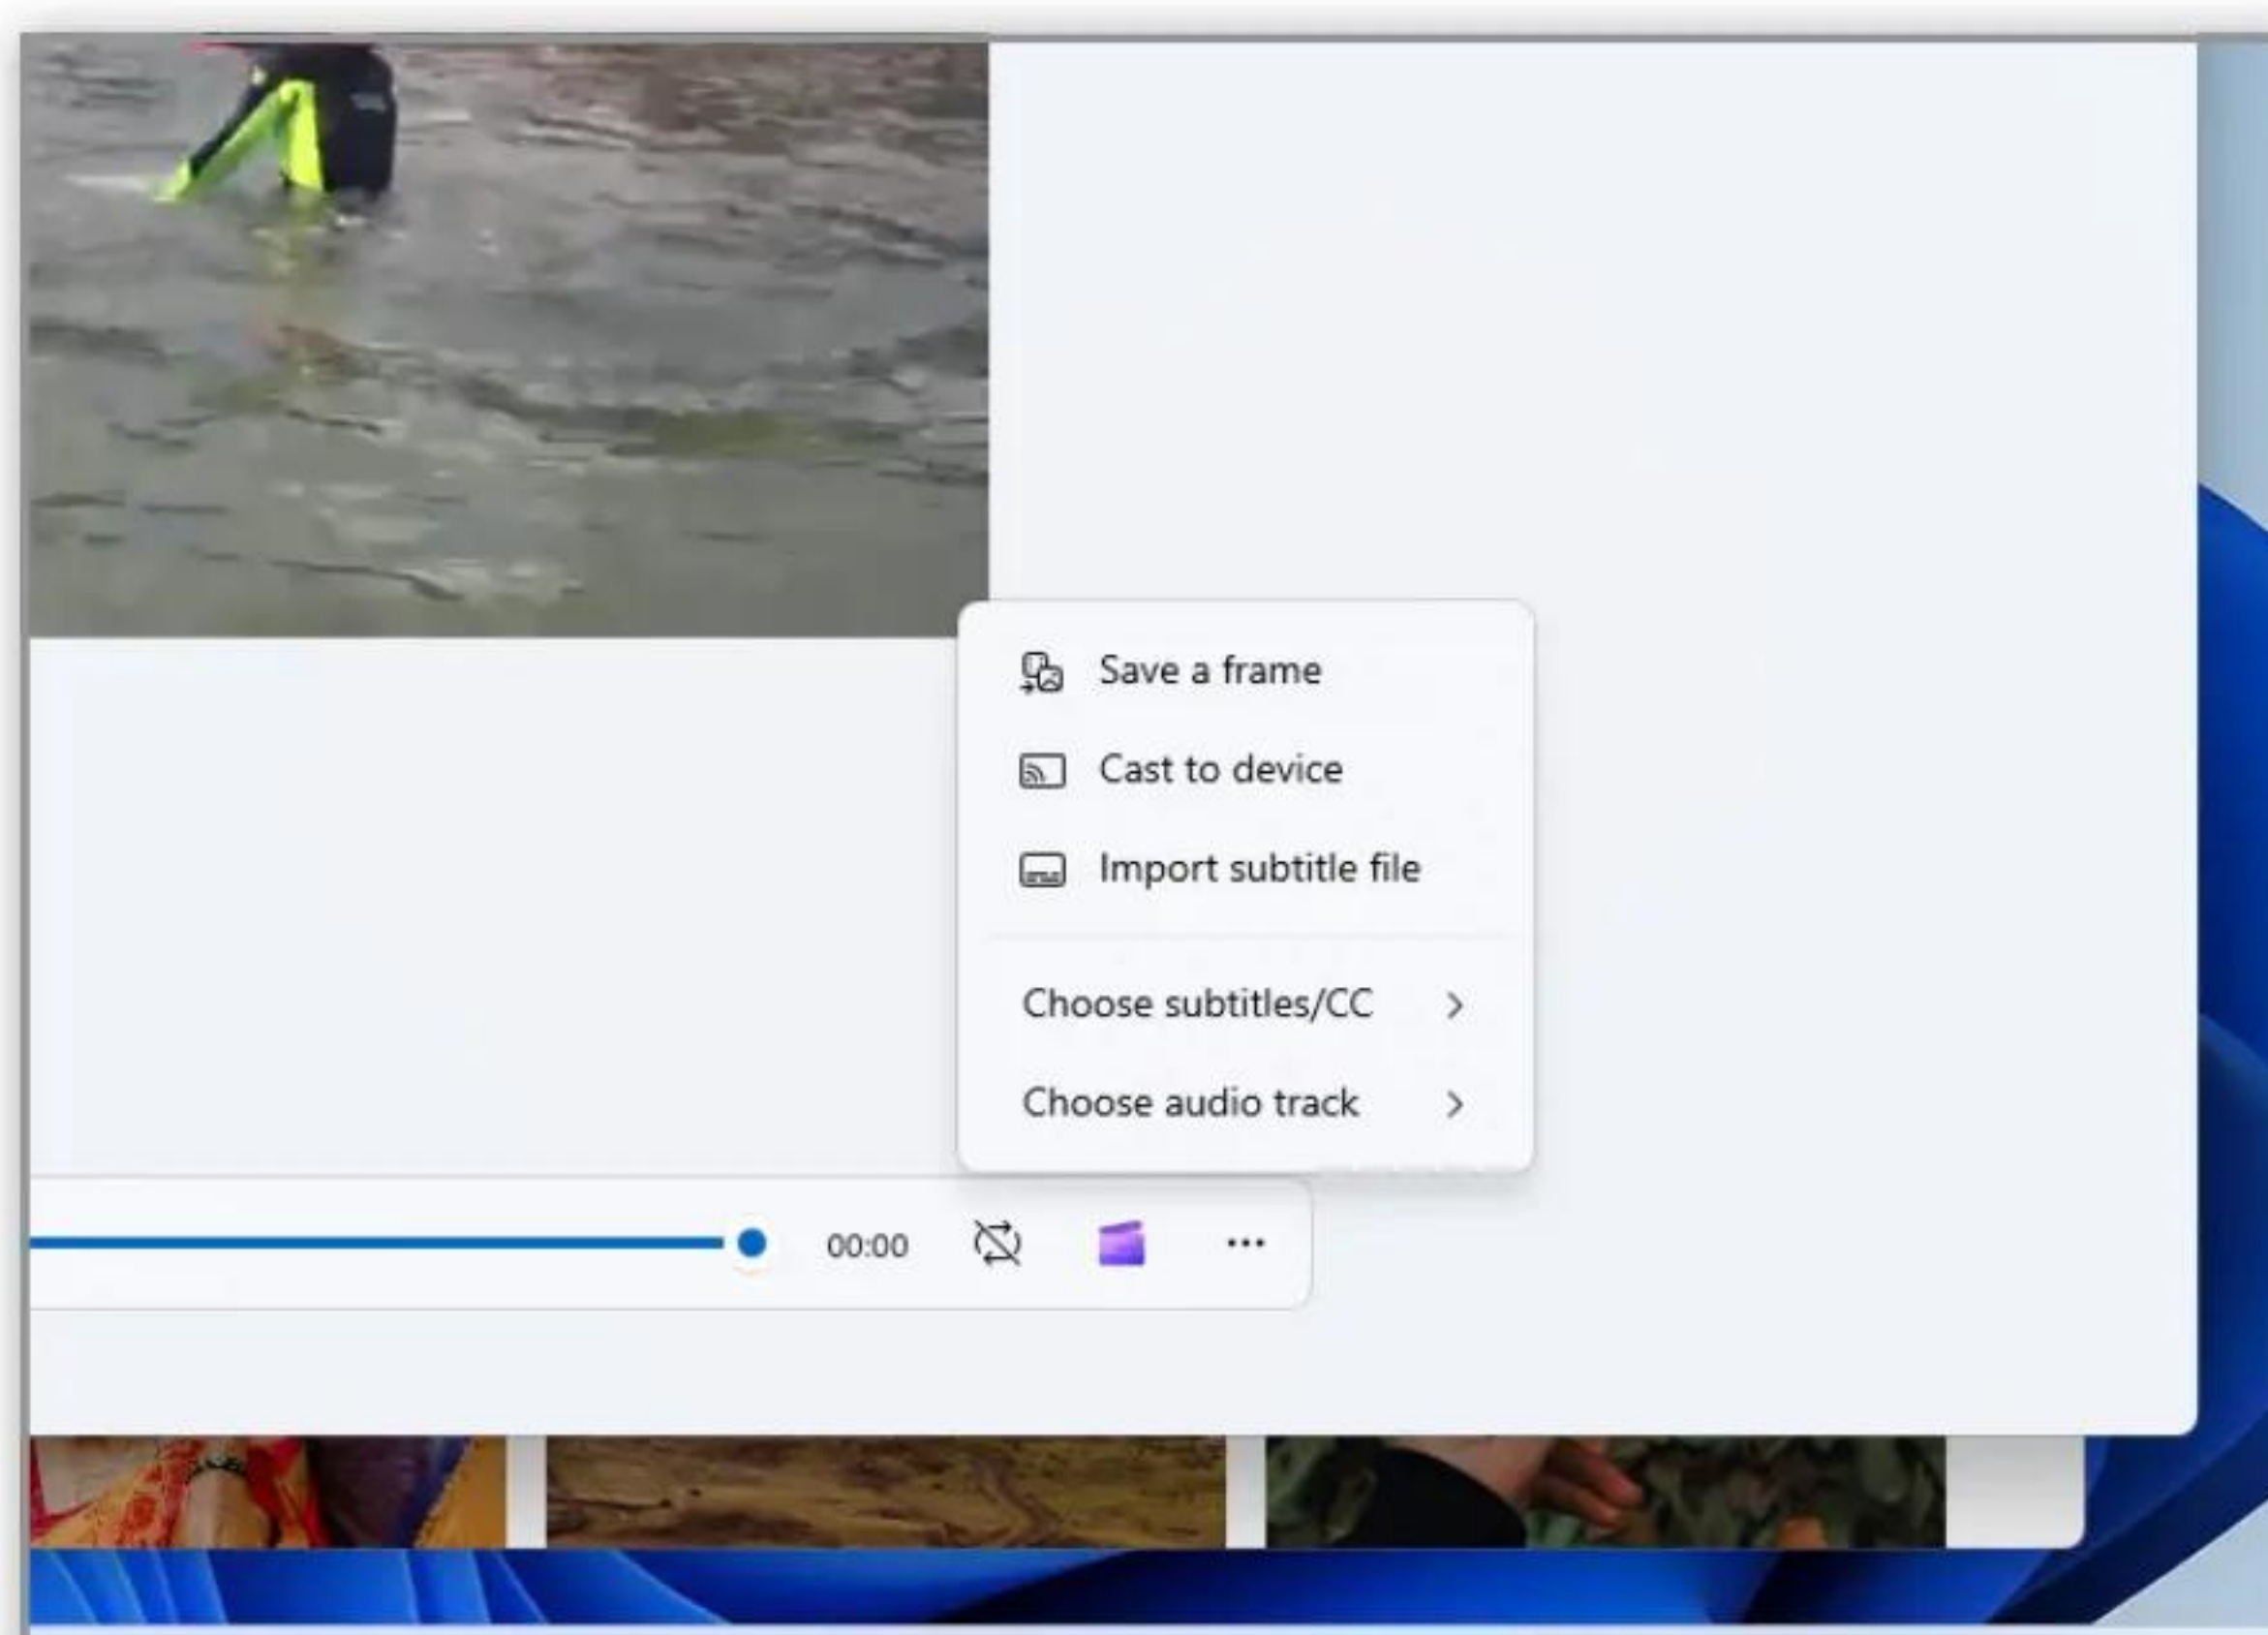 Save a frame
Cast to device
Import subtitle file
Choose subtitles/CC
Choose audio track
00:00